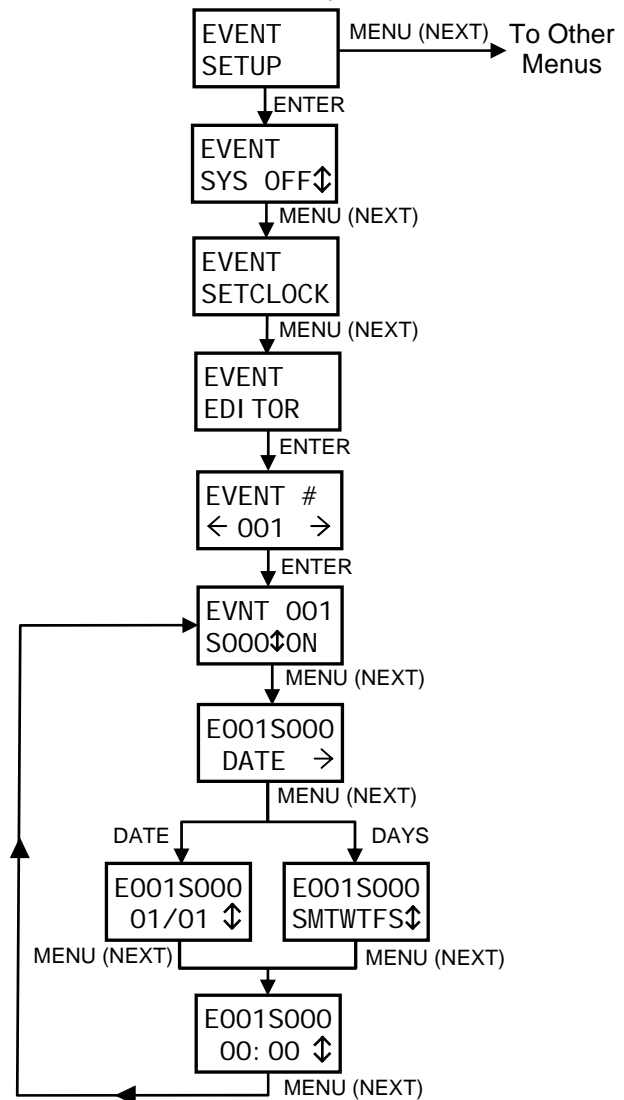 EVENT
SETUP
MENU (NEXT)
To Other
Menus
ENTER
EVENT
SYS OFF↕
MENU (NEXT)
EVENT
SETCLOCK
MENU (NEXT)
EVENT
EDITOR
ENTER
EVENT #
← 001 →
ENTER
EVNT 001
S000↕ON
MENU (NEXT)
E001S000
DATE →
MENU (NEXT)
DATE
DAYS
E001S000
01/01 ↕
E001S000
SMTWTFS↕
MENU (NEXT)
MENU (NEXT)
E001S000
00:00 ↕
MENU (NEXT)